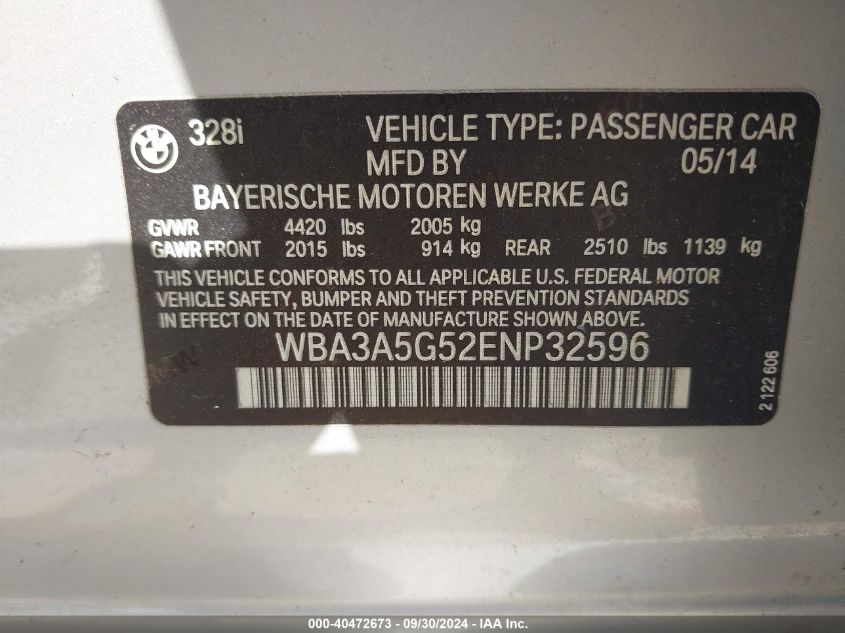 328i VEHICLE TYPE: PASSENGER CAR
MFD BY 05/14
BAYERISCHE MOTOREN WERKE AG
GVWR 4420 lbs 2005 kg
GAWR FRONT 2015 lbs 914 kg REAR 2510 lbs 1139 kg
THIS VEHICLE CONFORMS TO ALL APPLICABLE U.S. FEDERAL MOTOR
VEHICLE SAFETY, BUMPER AND THEFT PREVENTION STANDARDS
IN EFFECT ON THE DATE OF MANUFACTURE SHOWN ABOVE.
WBA3A5G52ENP32596
2 122 606
000-40472673 - 09/30/2024 - IAA Inc.